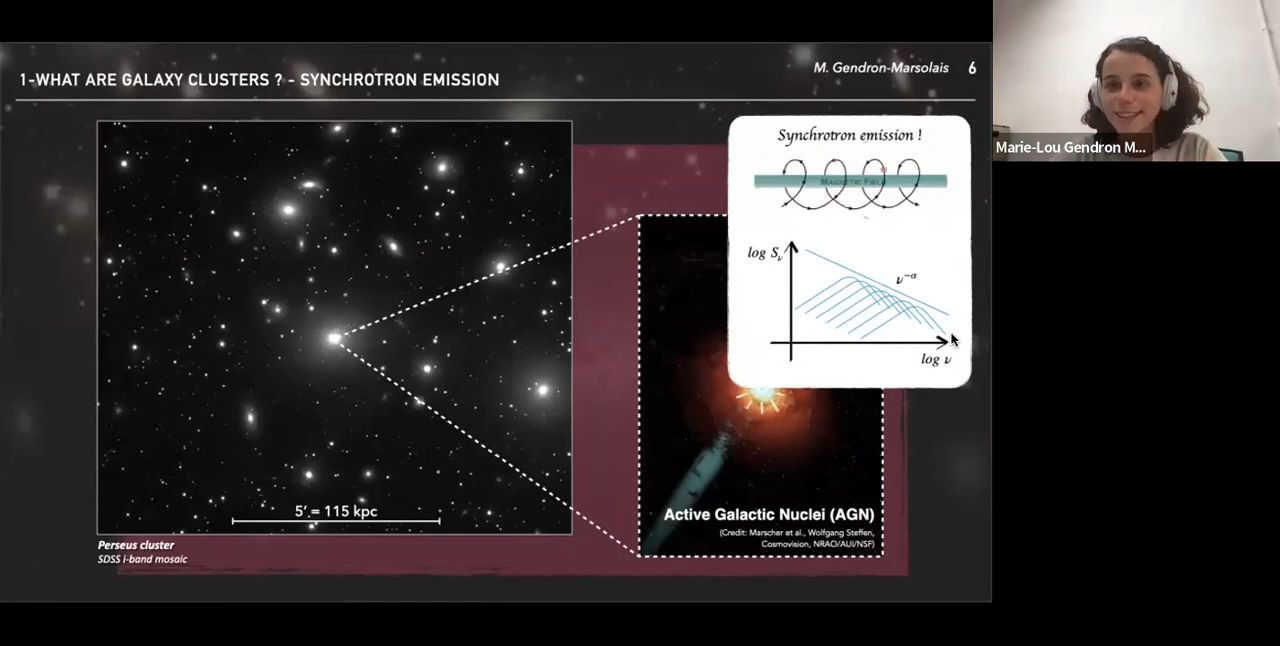 1-WHAT ARE GALAXY CLUSTERS ? - SYNCHROTRON EMISSION
M. Gendron-Marsolais 6
Marie-Lou Gendron M...
Synchrotron emission !
MAGNETIC FIELD
log Sν
ν^-α
log ν
5' = 115 kpc
Active Galactic Nuclei (AGN)
(Credit: Marscher et al., Wolfgang Steffen,
Cosmovision, NRAO/AUI/NSF)
Perseus cluster
SDSS i-band mosaic